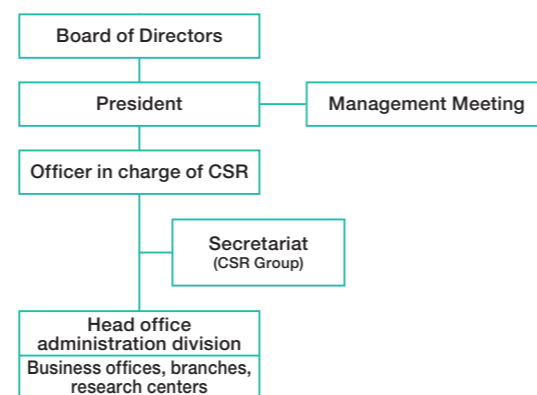 Board of Directors
President
Management Meeting
Officer in charge of CSR
Secretariat
(CSR Group)
Head office
administration division
Business offices, branches,
research centers